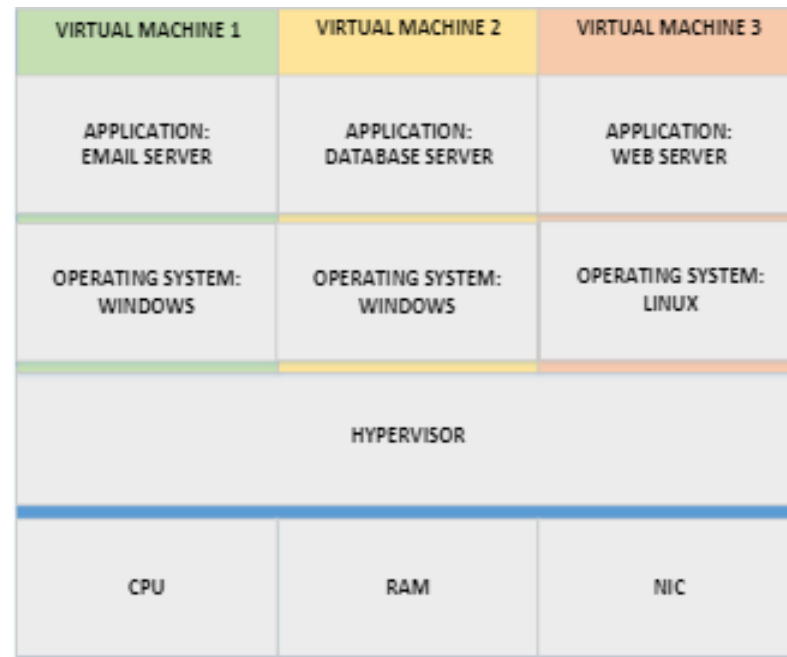 VIRTUAL MACHINE 1
VIRTUAL MACHINE 2
VIRTUAL MACHINE 3
APPLICATION:
EMAIL SERVER
APPLICATION:
DATABASE SERVER
APPLICATION:
WEB SERVER
OPERATING SYSTEM:
WINDOWS
OPERATING SYSTEM:
WINDOWS
OPERATING SYSTEM:
LINUX
HYPERVISOR
CPU
RAM
NIC